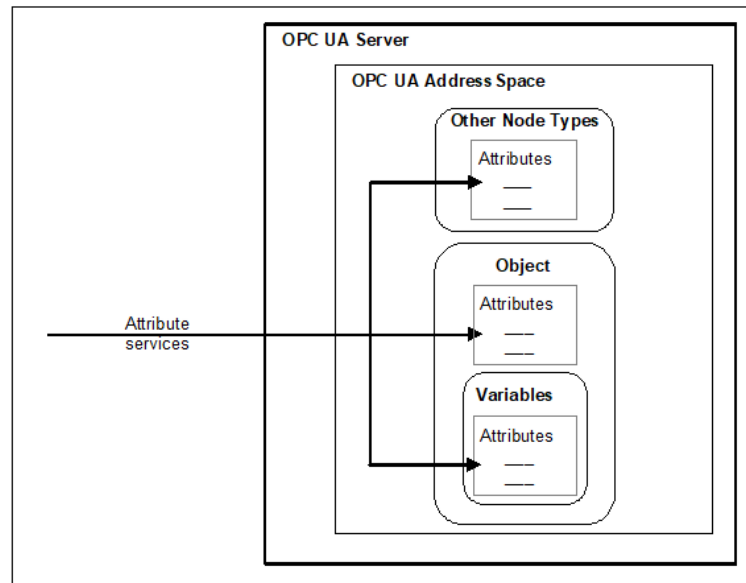 OPC UA Server
OPC UA Address Space
Other Node Types
Attributes
Object
Attributes
Attribute
services
Variables
Attributes